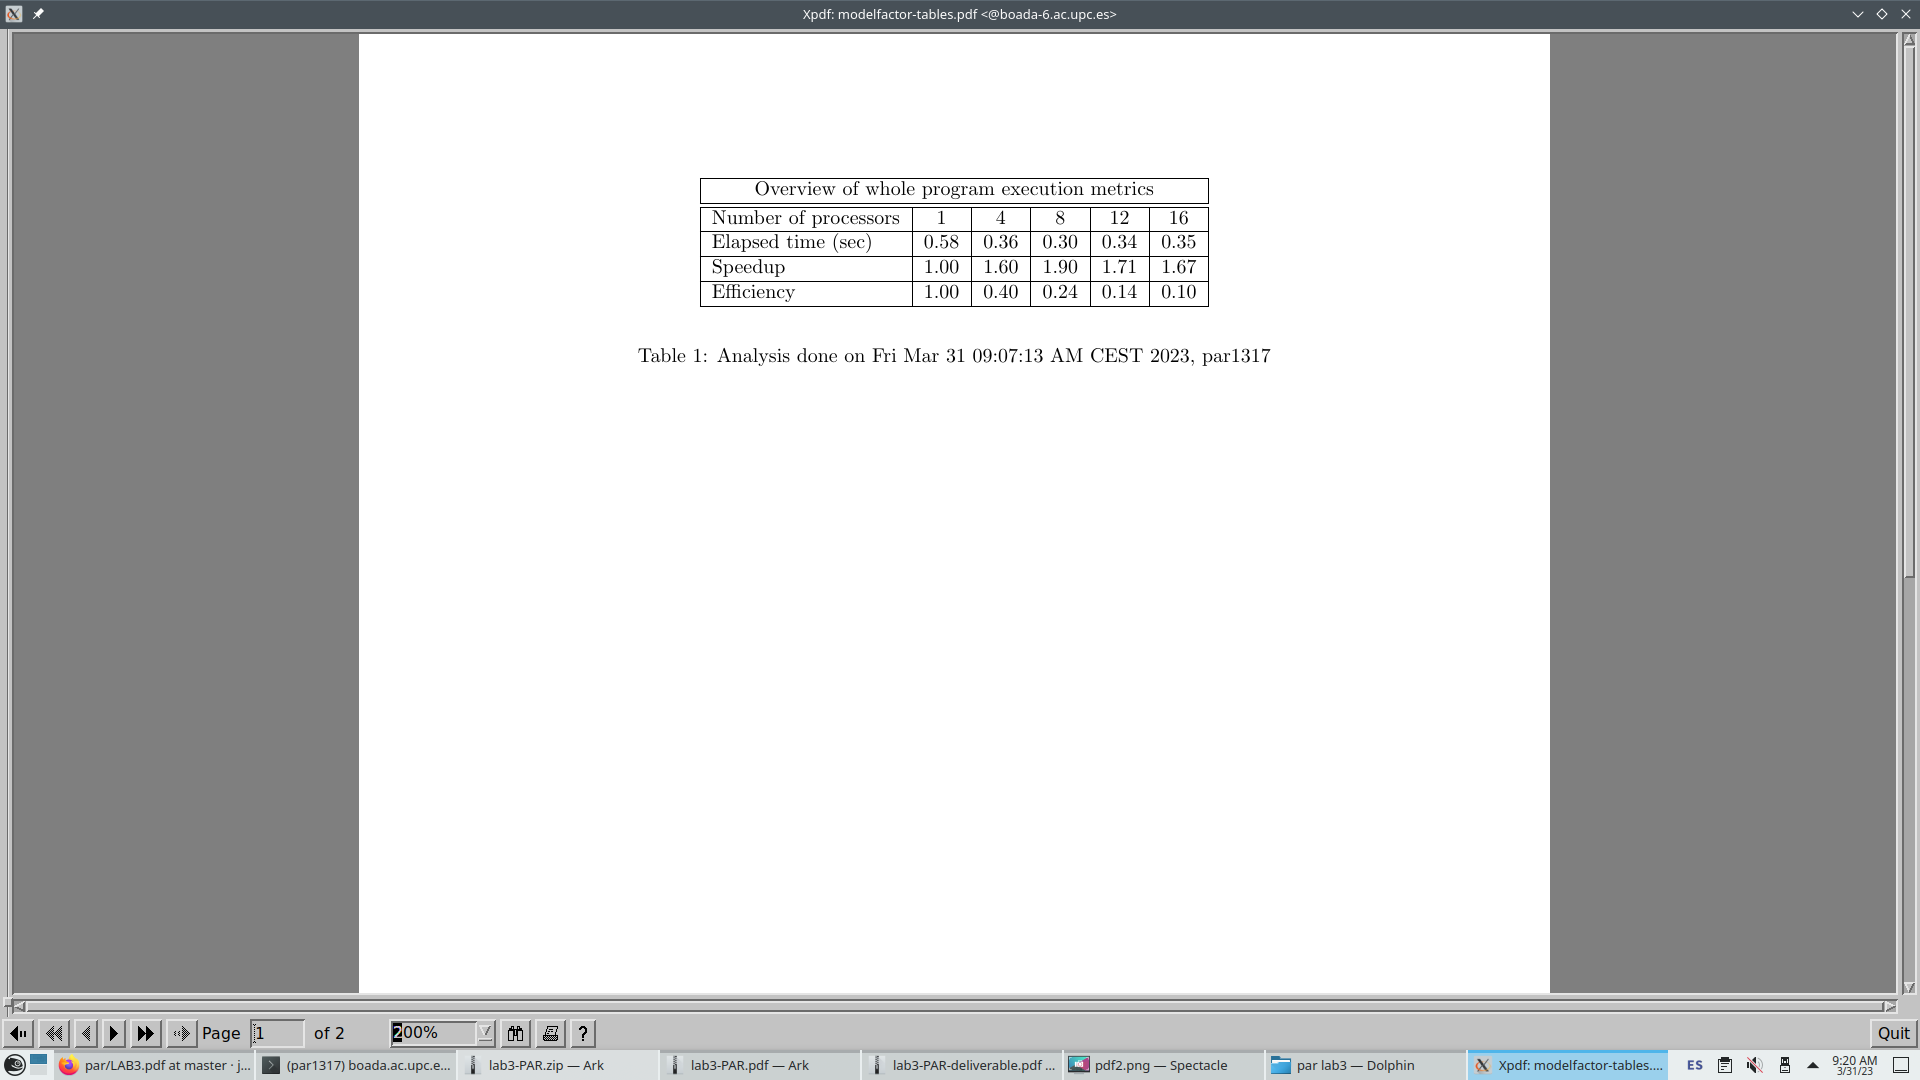 Xpdf: modelfactor-tables.pdf <@boada-6.ac.upc.es>
Overview of whole program execution metrics
Number of processors 1 4 8 12 16
Elapsed time (sec) 0.58 0.36 0.30 0.34 0.35
Speedup 1.00 1.60 1.90 1.71 1.67
Efficiency 1.00 0.40 0.24 0.14 0.10
Table 1: Analysis done on Fri Mar 31 09:07:13 AM CEST 2023, par1317
Page 1 of 2 200% ? Quit
par/LAB3.pdf at master · j... (par1317) boada.ac.upc.e... lab3-PAR.zip — Ark lab3-PAR.pdf — Ark lab3-PAR-deliverable.pdf ... pdf2.png — Spectacle par lab3 — Dolphin Xpdf: modelfactor-tables.... ES 9:20 AM
3/31/23